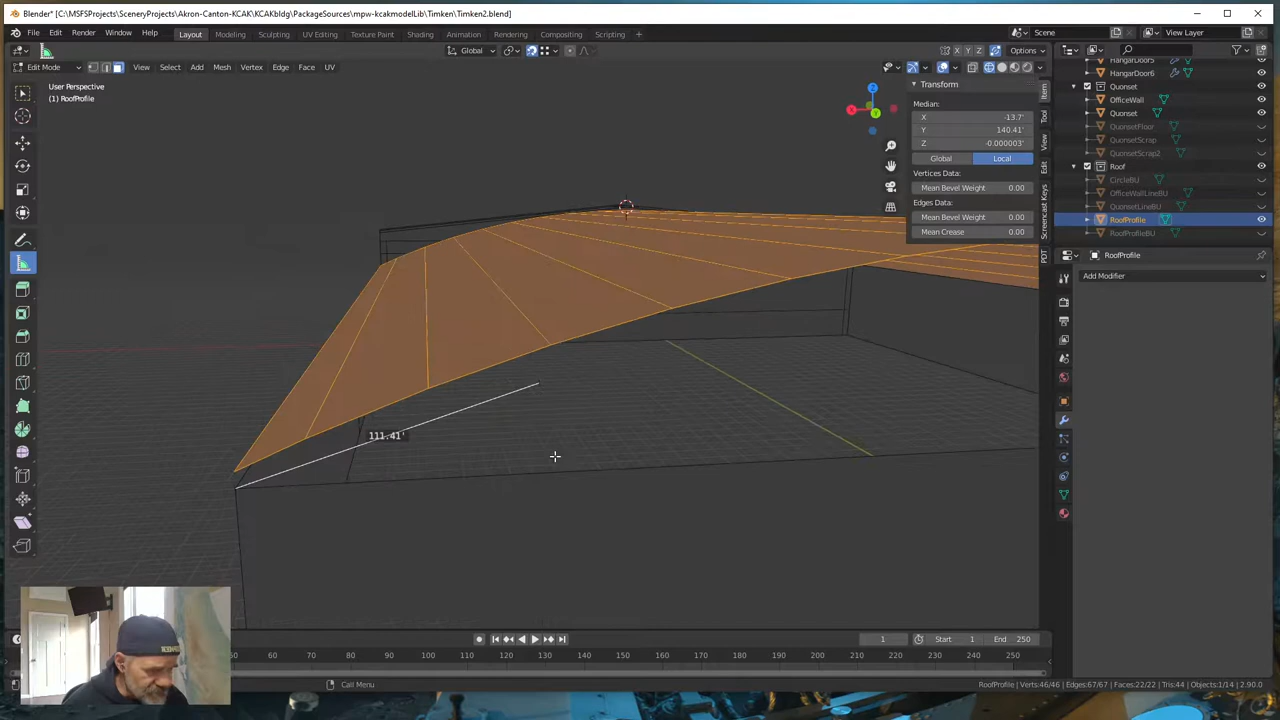 Blender* [C:\MSFSProjects\SceneryProjects\Akron-Canton-KCAK\KCAKbldg\PackageSources\mpw-kcakmodelLib\Timken\Timken2.blend]
File Edit Render Window Help Layout Modeling Sculpting UV Editing Texture Paint Shading Animation Rendering Compositing Scripting + Scene View Layer
Global X Y Z Options
Edit Mode View Select Add Mesh Vertex Edge Face UV
User Perspective
(1) RoofProfile
Z
X
Y
Transform
Median:
X -13.7'
Y 140.41'
Z -0.000003'
Global Local
Vertices Data:
Mean Bevel Weight 0.00
Edges Data:
Mean Bevel Weight 0.00
Mean Crease 0.00
Item
Tool
View
Edit
Screencast Keys
PDT
HangarDoor5
HangarDoor6
Quonset
OfficeWall
Quonset
QuonsetFloor
QuonsetScrap
QuonsetScrap2
Roof
CircleBU
OfficeWallLineBU
QuonsetLineBU
RoofProfile
RoofProfileBU
RoofProfile
Add Modifier
111.41'
1 Start 1 End 250
50 60 70 80 90 100 110 120 130 140 150 160 170 180 190 200 210 220 230 240 250
Call Menu
RoofProfile | Verts:46/46 | Edges:67/67 | Faces:22/22 | Tris:44 | Objects:1/14 | 2.90.0